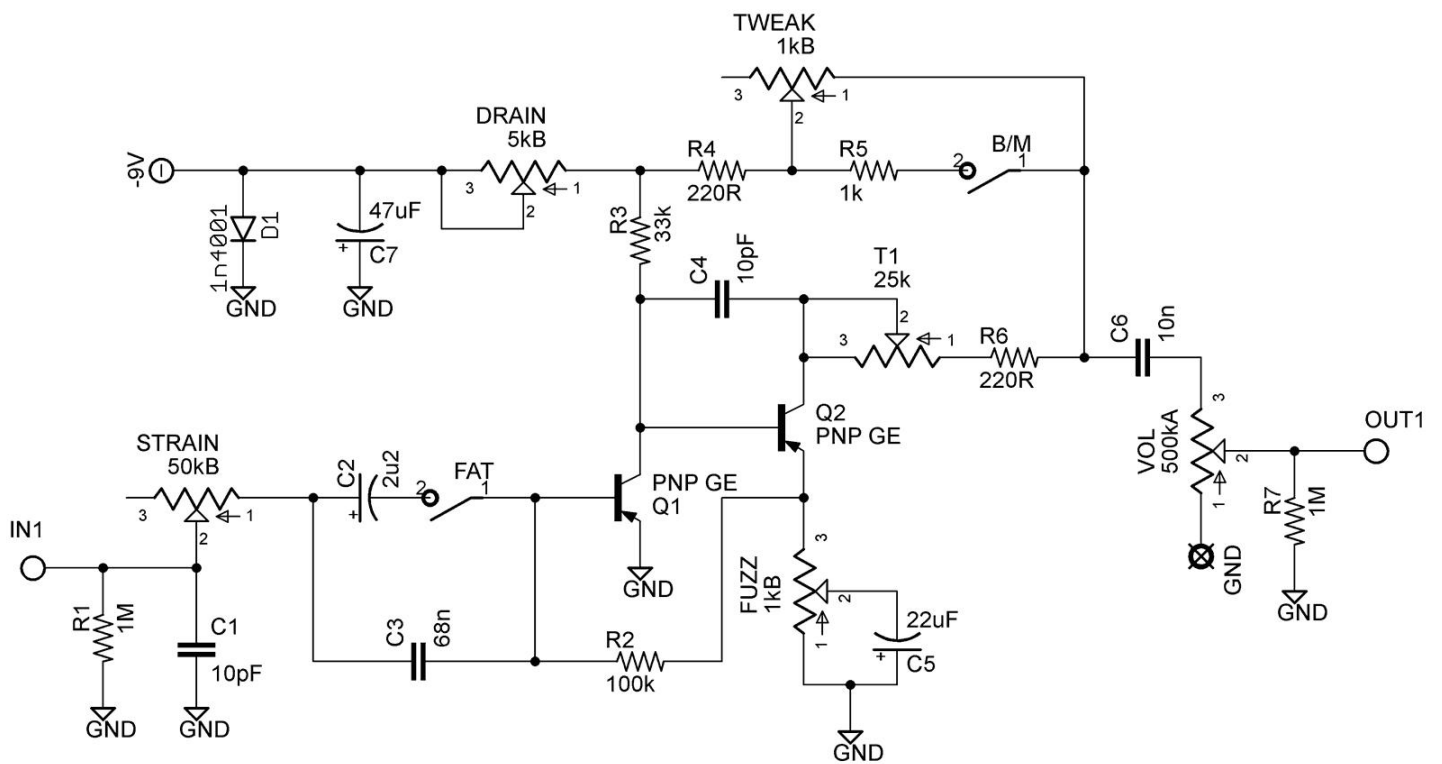 TWEAK
1kB
3
1
2
DRAIN
5kB
3
1
2
R4
220R
R5
1k
B/M
2
1
-9V
1n4001
D1
GND
47uF
+
C7
GND
R3
33k
C4
10pF
T1
25k
2
3
1
R6
220R
C6
10n
Q2
PNP GE
STRAIN
50kB
3
1
2
C2
2u2
+
FAT
2
1
PNP GE
Q1
GND
IN1
R1
1M
GND
C1
10pF
GND
C3
68n
R2
100k
FUZZ
1kB
3
2
1
22uF
+
C5
GND
VOL
500kA
3
2
1
GND
R7
1M
GND
OUT1